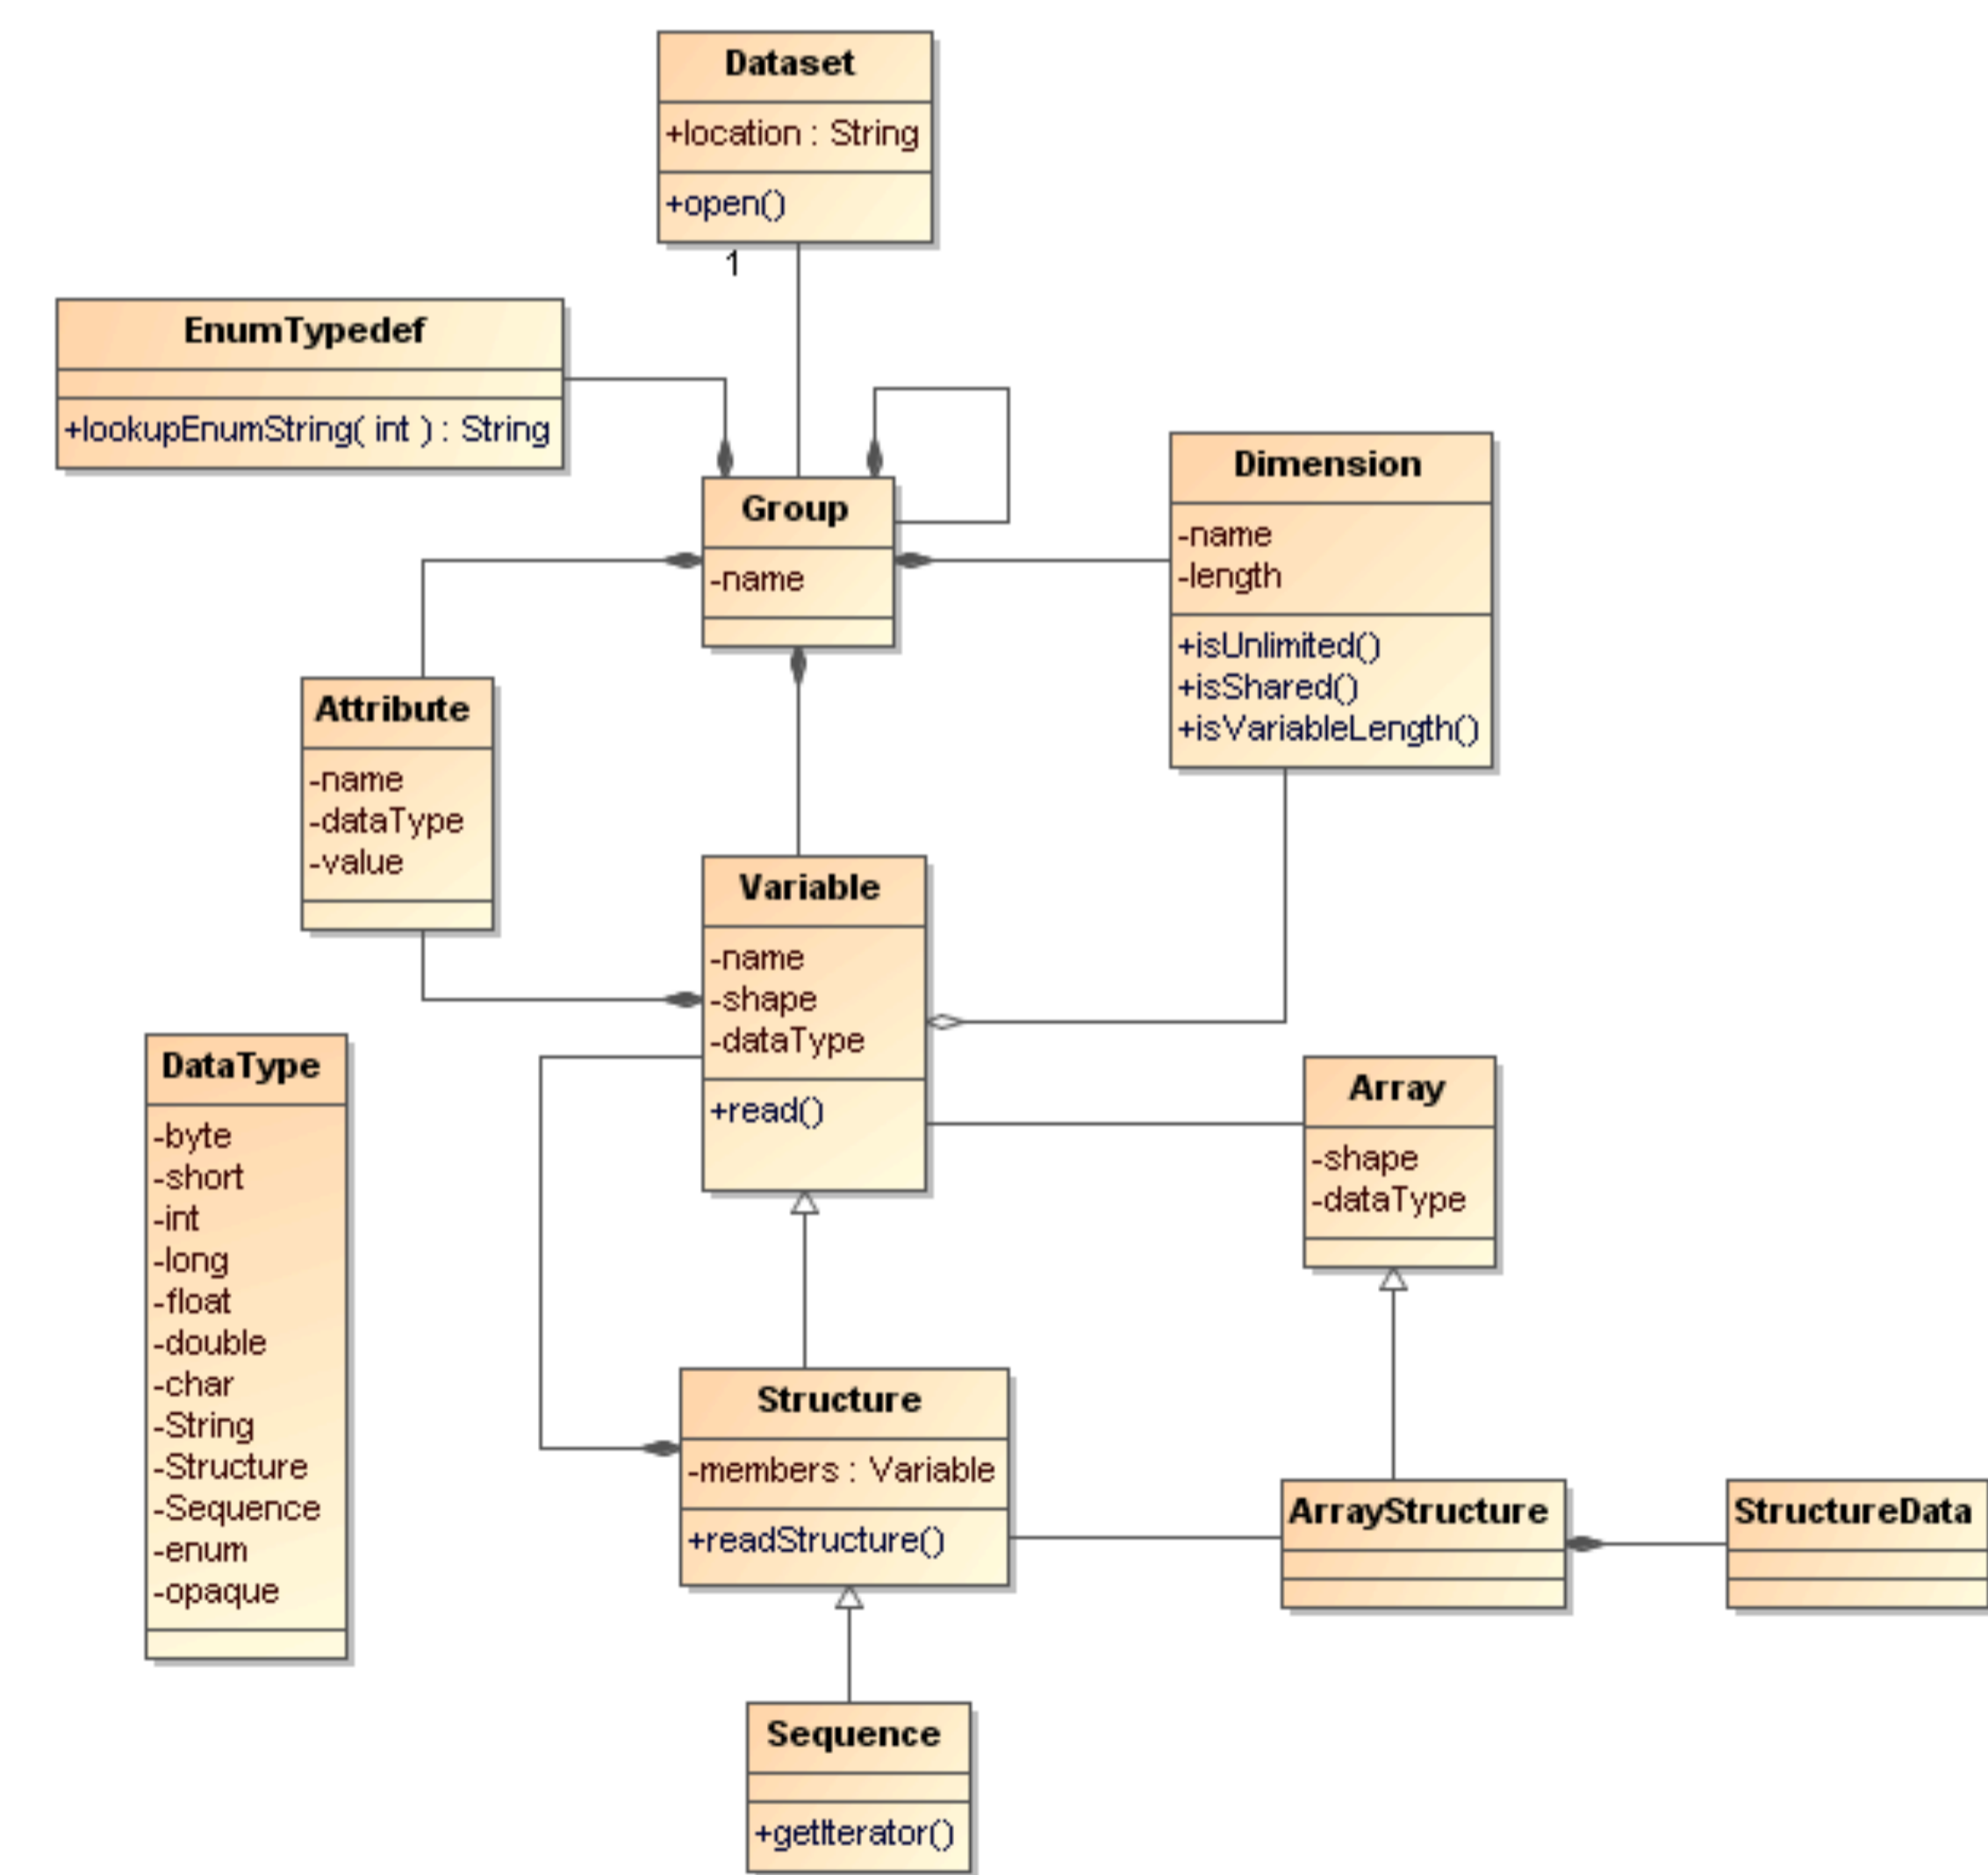 Dataset
+location : String
+open()
1
EnumTypedef
+lookupEnumString( int ) : String
Group
-name
Dimension
-name
-length
+isUnlimited()
+isShared()
+isVariableLength()
Attribute
-name
-dataType
-value
Variable
-name
-shape
-dataType
+read()
DataType
-byte
-short
-int
-long
-float
-double
-char
-String
-Structure
-Sequence
-enum
-opaque
Array
-shape
-dataType
Structure
-members : Variable
+readStructure()
ArrayStructure
StructureData
Sequence
+getIterator()